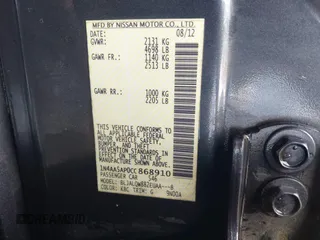 MFD BY NISSAN MOTOR CO., LTD.
08/12
GVWR: 2131 KG
4698 LB
GAWR FR: 1140 KG
2513 LB
GAWR RR: 1000 KG
2205 LB
THIS VEHICLE CONFORMS TO ALL APPLICABLE
FEDERAL MOTOR VEHICLE SAFETY,
BUMPER, AND THEFT PREVENTION
STANDARDS IN EFFECT ON THE DATE OF
MANUFACTURE SHOWN ABOVE.
1N4AA5AP0CC868910
PASSENGER CAR
COLOR: KBC TRIM: G